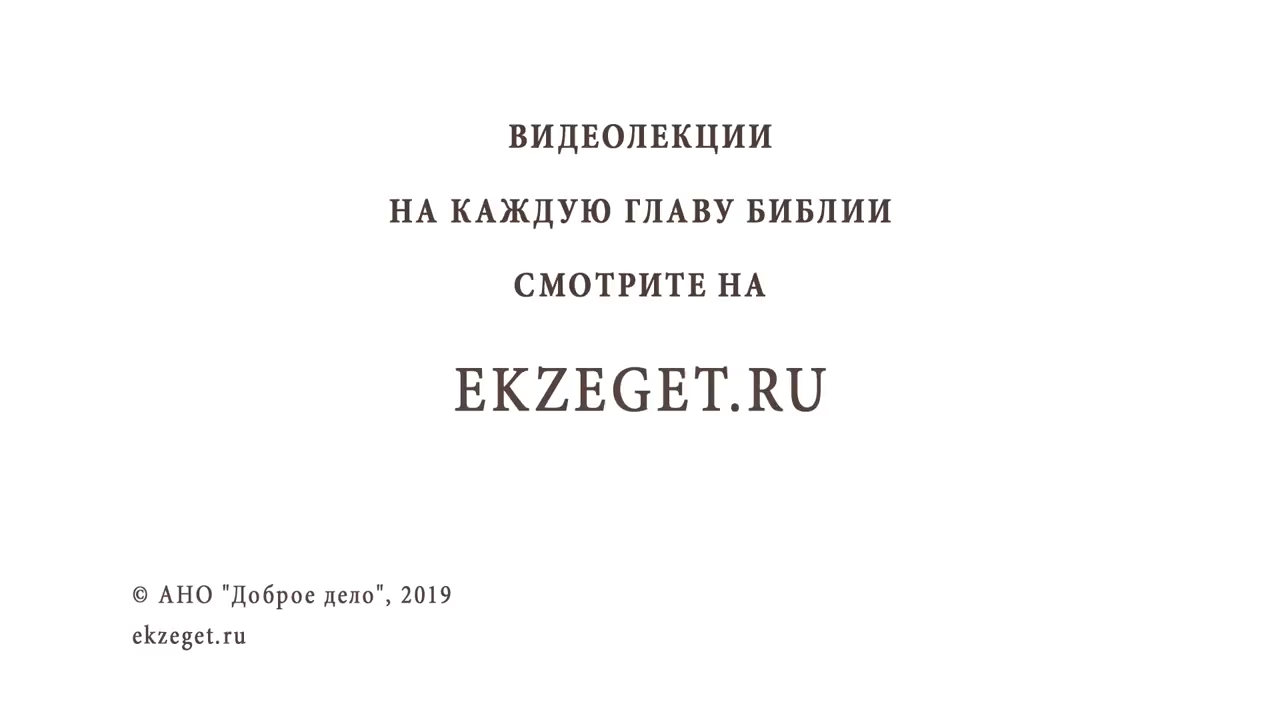 ВИДЕОЛЕКЦИИ
НА КАЖДУЮ ГЛАВУ БИБЛИИ
СМОТРИТЕ НА
EKZEGET.RU
© АНО "Доброе дело", 2019
ekzeget.ru